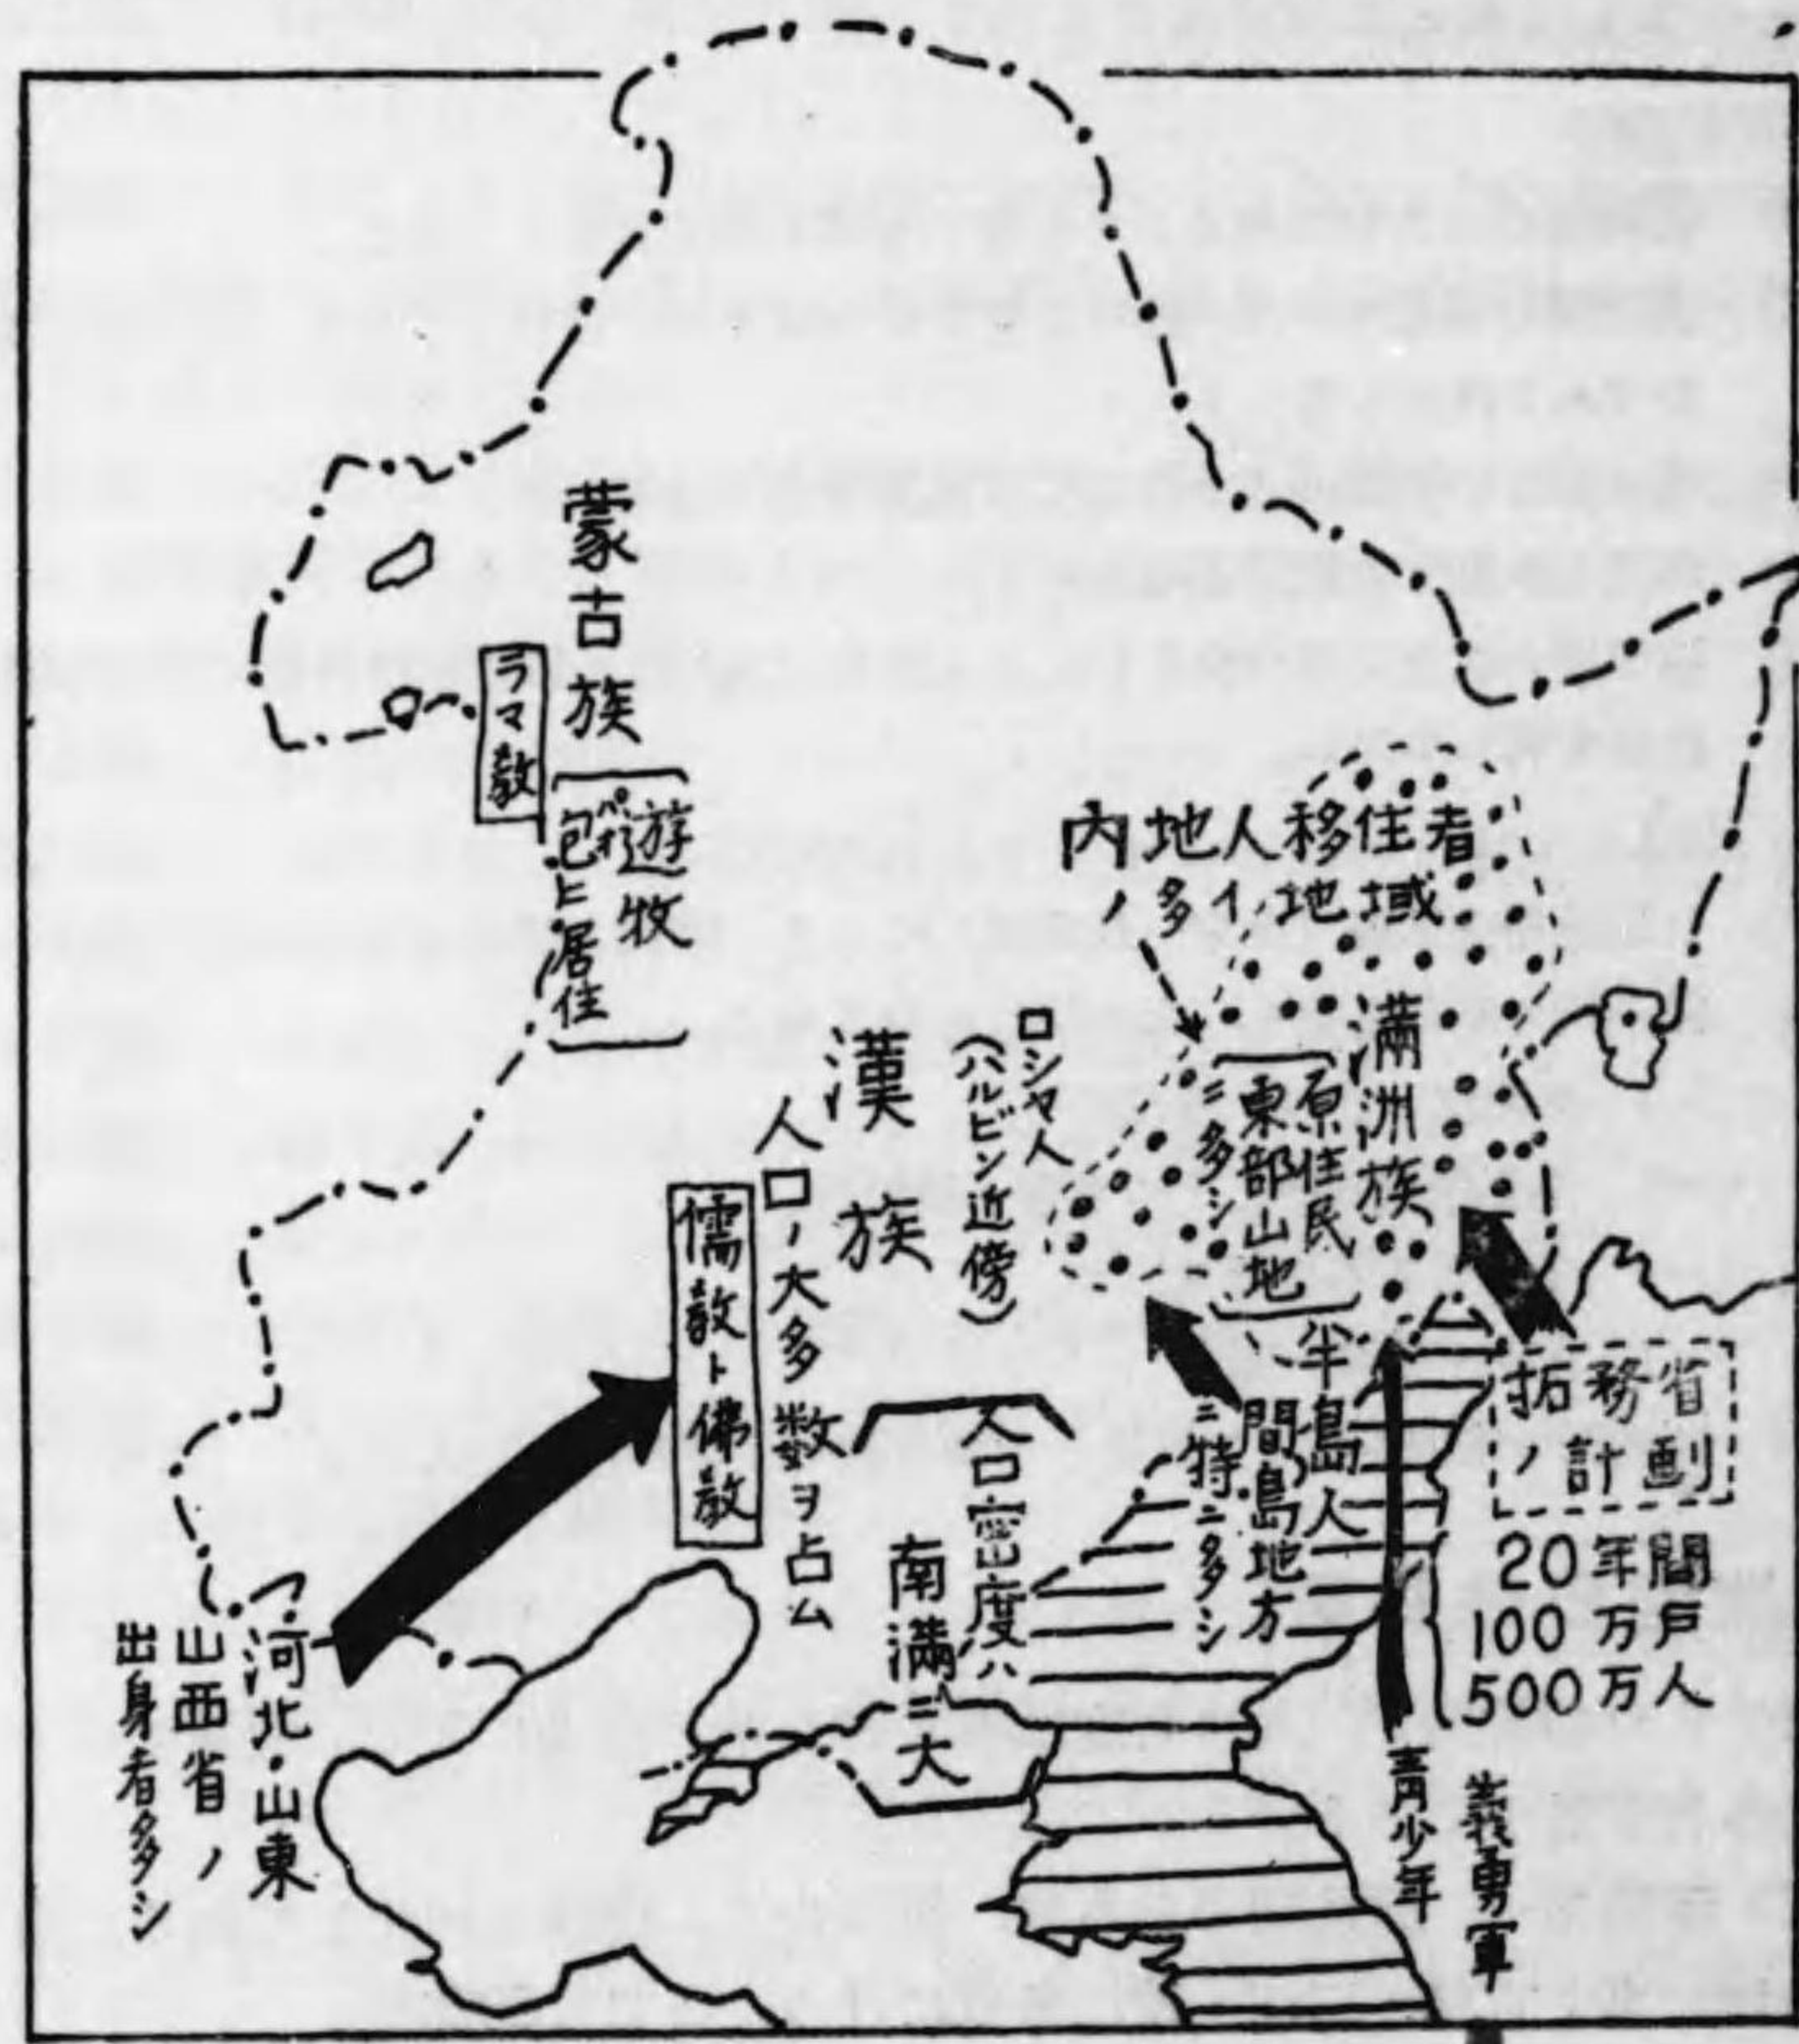 蒙古族
ラマ教
遊牧
包ニ居住
パオ
内地人移住者
ノ多イ地域
満洲族
原住民
東部山地
ニ多シ
ロシヤ人
(ハルビン近傍)
漢族
人口ノ大多数ヲ占ム
儒教ト佛教
人口密度ハ
南満ニ大
半島人
間島地方
ニ特ニ多シ
拓務省
ノ計画
20年間
100万戸
500万人
青少年
義勇軍
河北・山東
山西省ノ
出身者多シ